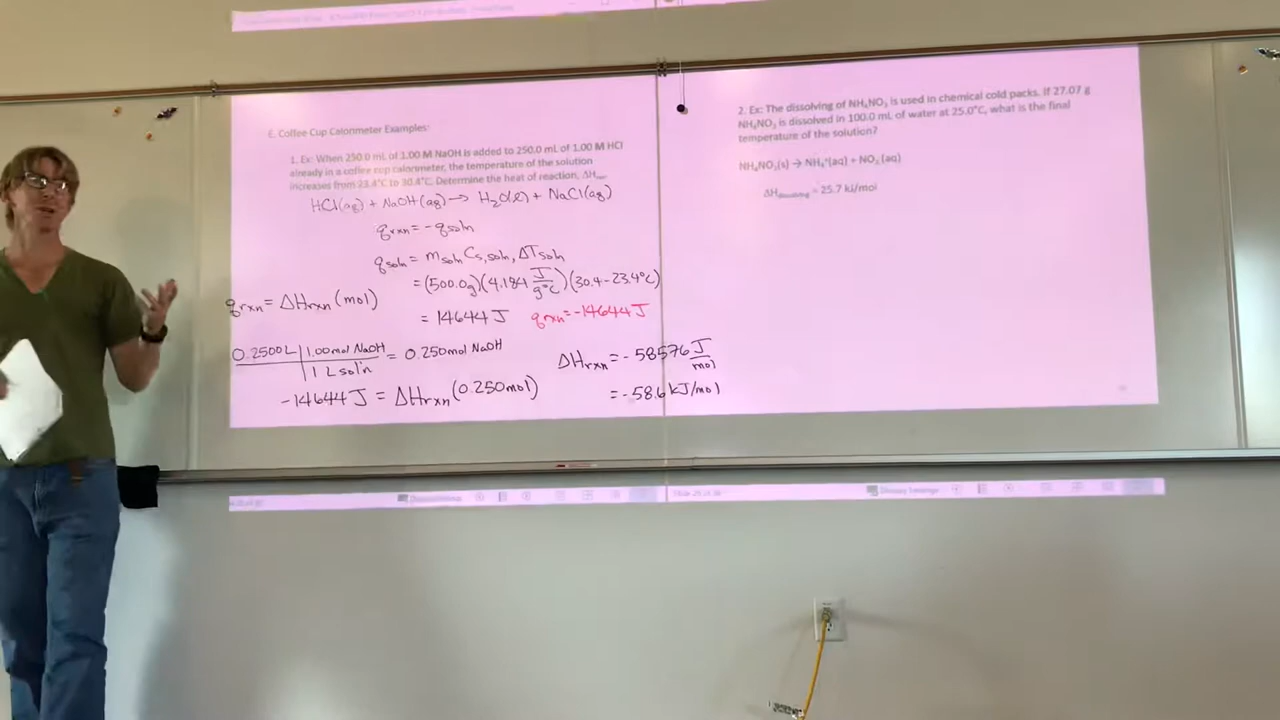 E. Coffee Cup Calorimeter Examples:
1. Ex: When 250.0 mL of 1.00 M NaOH is added to 250.0 mL of 1.00 M HCl
already in a coffee cup calorimeter, the temperature of the solution
increases from 23.4°C to 30.4°C. Determine the heat of reaction, ΔHrxn.
HCl(aq) + NaOH(aq) → H₂O(ℓ) + NaCl(aq)
qrxn = -qsoln
qsoln = msoln Cs,soln, ΔTsoln
= (500.0g)(4.184 J/g°C)(30.4-23.4°C)
qrxn = ΔHrxn (mol)
= 14644 J qrxn = -14644 J
0.2500L | 1.00 mol NaOH = 0.250 mol NaOH
1 L sol'n
-14644 J = ΔHrxn (0.250 mol)
ΔHrxn = -58576 J/mol
= -58.6 kJ/mol
2. Ex: The dissolving of NH₄NO₃ is used in chemical cold packs. If 27.07 g
NH₄NO₃ is dissolved in 100.0 mL of water at 25.0°C, what is the final
temperature of the solution?
NH₄NO₃(s) → NH₄⁺(aq) + NO₃⁻(aq)
ΔHdissolving = 25.7 kJ/mol
Display Settings
Display Settings